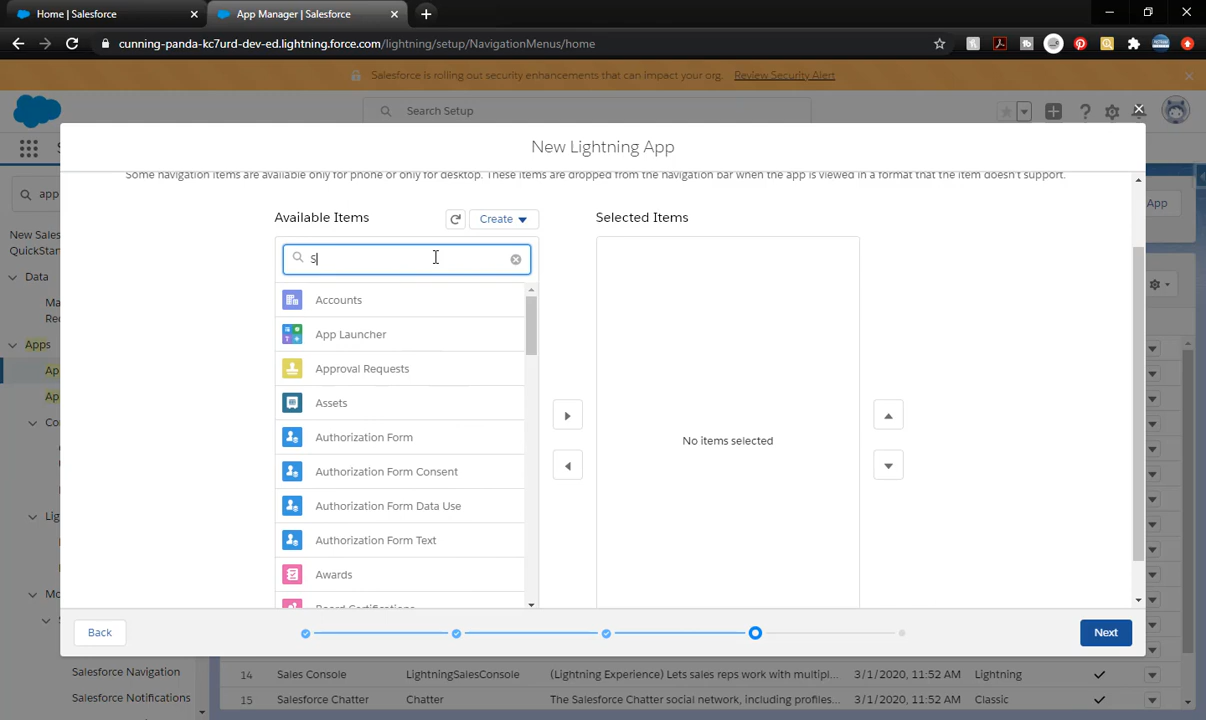 Home | Salesforce
App Manager | Salesforce
cunning-panda-kc7urd-dev-ed.lightning.force.com/lightning/setup/NavigationMenus/home
Salesforce is rolling out security enhancements that can impact your org. Review Security Alert
Search Setup
New Lightning App
Some navigation items are available only for phone or only for desktop. These items are dropped from the navigation bar when the app is viewed in a format that the item doesn't support.
app
App
Available Items
Create
Selected Items
New Sales
QuickStar
S
Data
Accounts
App Launcher
Apps
Approval Requests
Assets
Authorization Form
No items selected
Authorization Form Consent
Authorization Form Data Use
Authorization Form Text
Awards
Board Certifications
Back
Next
Salesforce Navigation
14 Sales Console LightningSalesConsole (Lightning Experience) Lets sales reps work with multipl... 3/1/2020, 11:52 AM Lightning
Salesforce Notifications
15 Salesforce Chatter Chatter The Salesforce Chatter social network, including profiles... 3/1/2020, 11:52 AM Classic